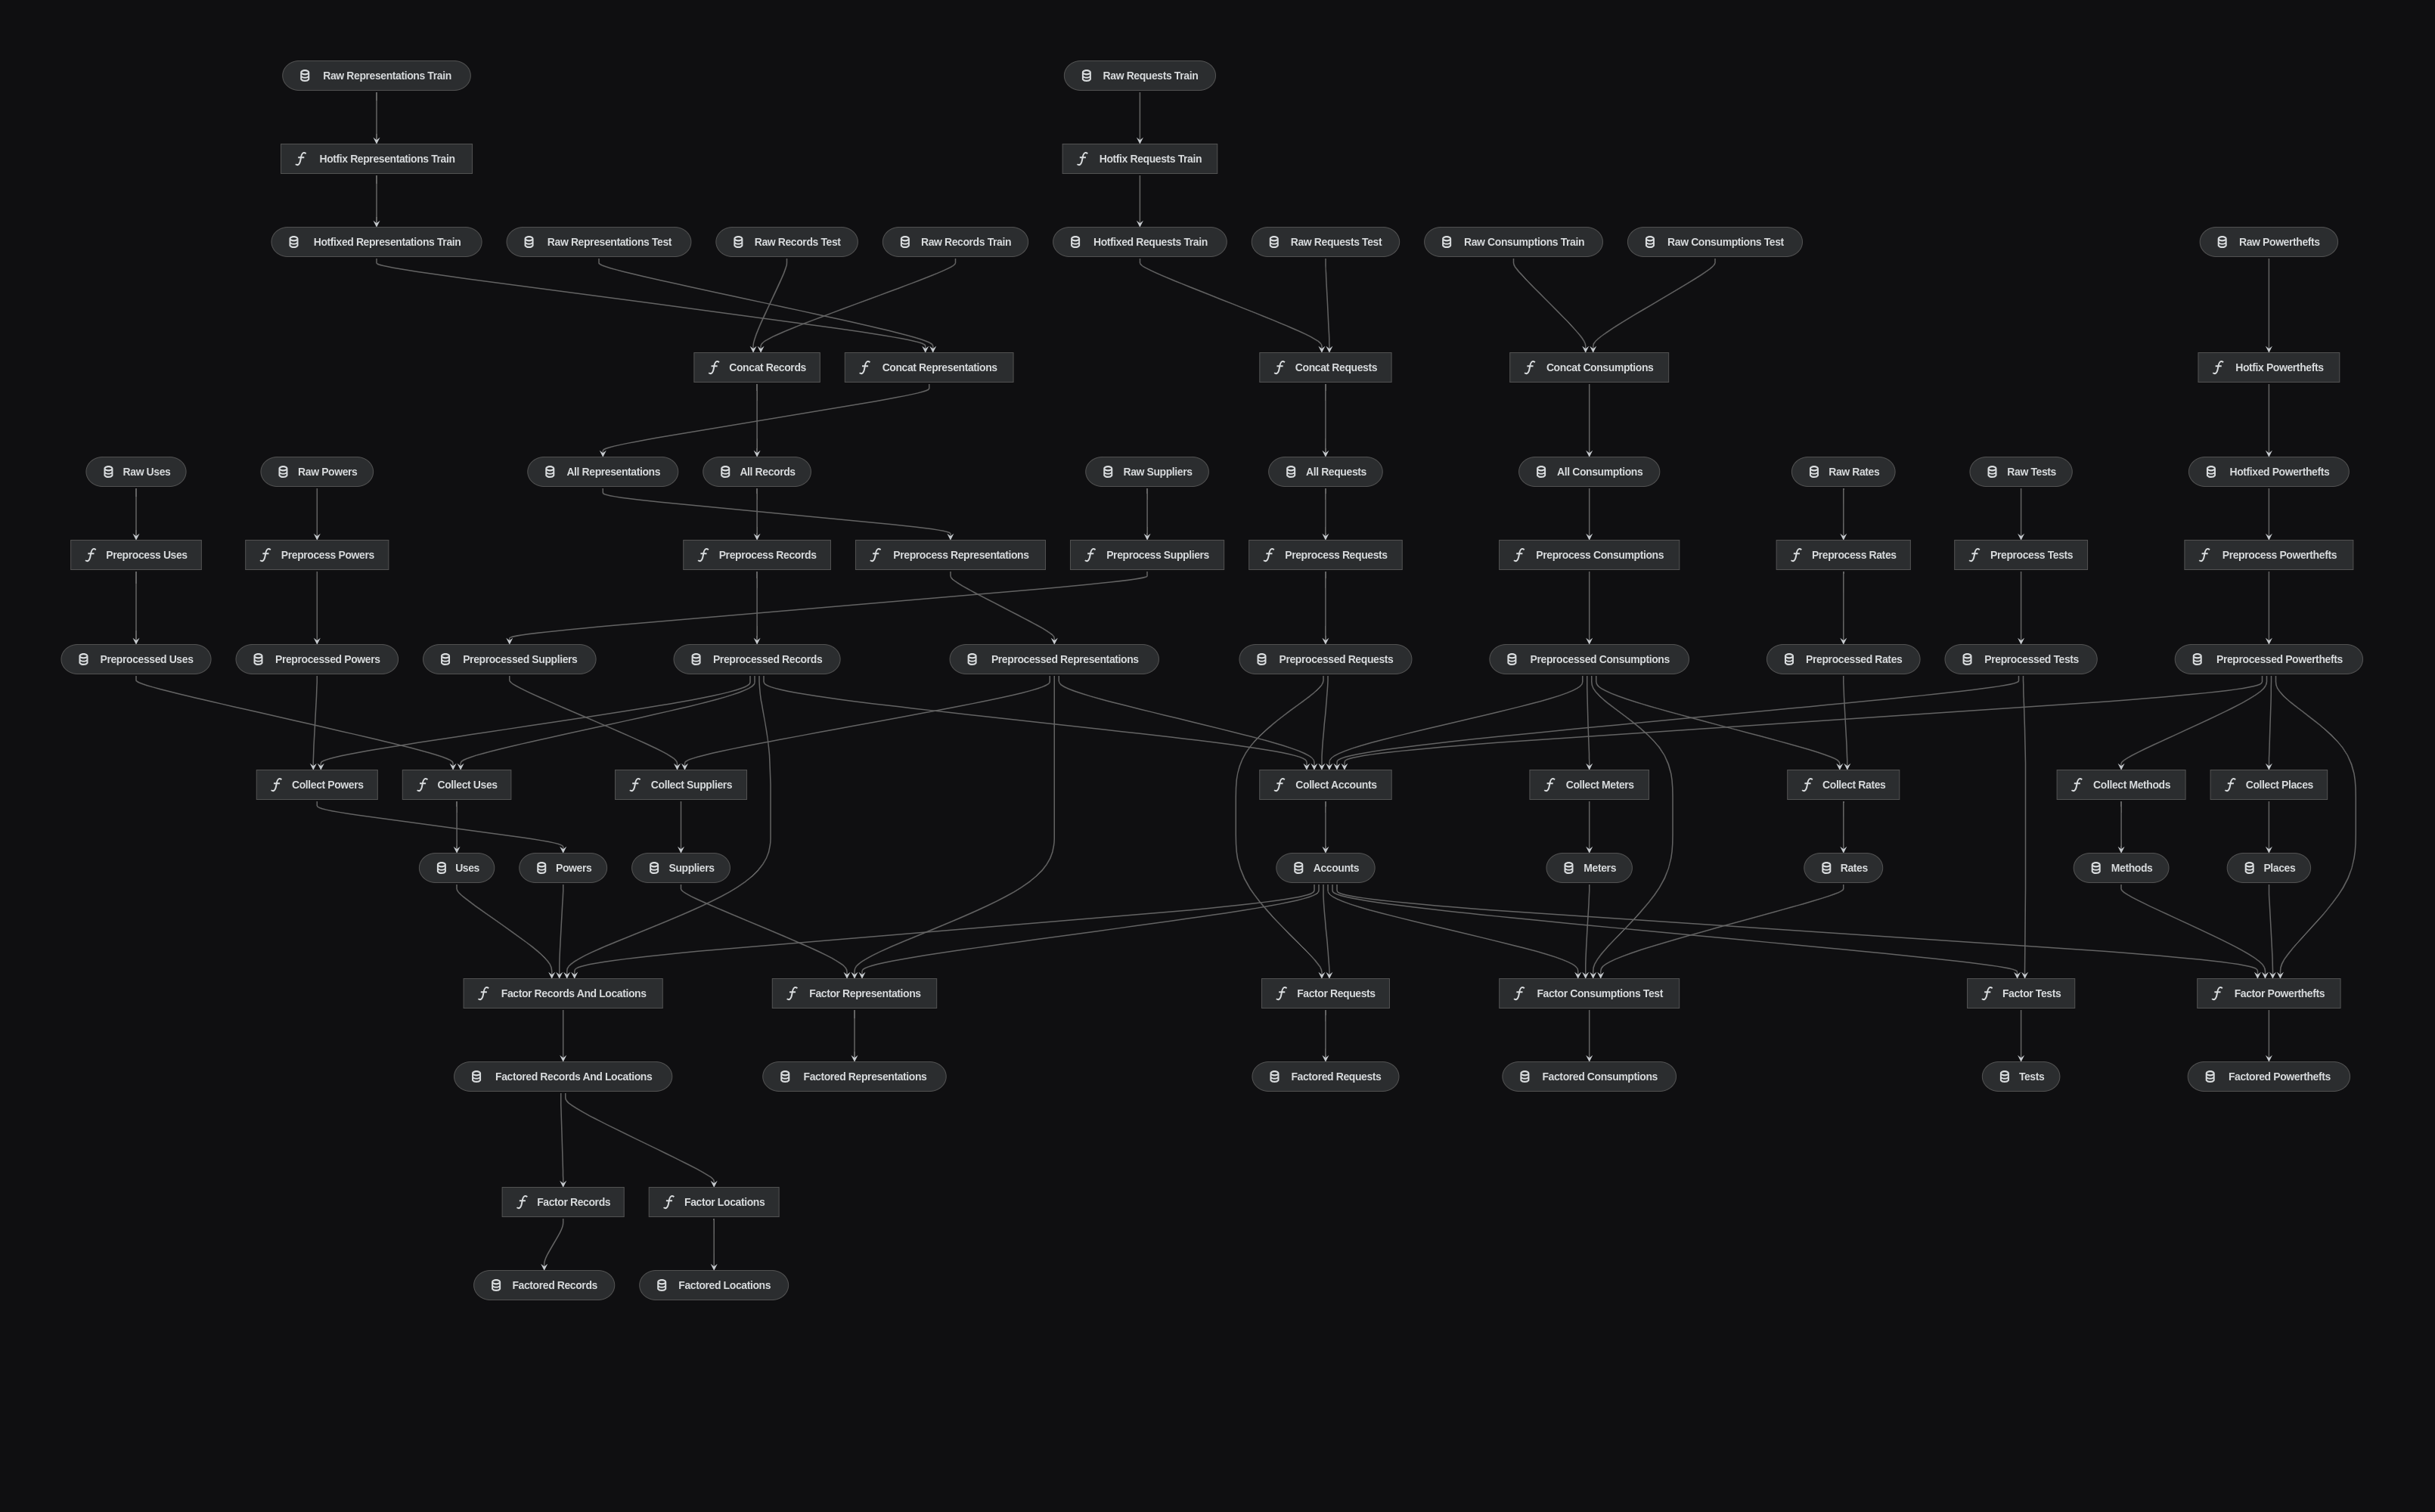 Raw Representations Train
Raw Requests Train
Hotfix Representations Train
Hotfix Requests Train
Hotfixed Representations Train
Raw Representations Test
Raw Records Test
Raw Records Train
Hotfixed Requests Train
Raw Requests Test
Raw Consumptions Train
Raw Consumptions Test
Raw Powerthefts
Concat Records
Concat Representations
Concat Requests
Concat Consumptions
Hotfix Powerthefts
Raw Uses
Raw Powers
All Representations
All Records
Raw Suppliers
All Requests
All Consumptions
Raw Rates
Raw Tests
Hotfixed Powerthefts
Preprocess Uses
Preprocess Powers
Preprocess Records
Preprocess Representations
Preprocess Suppliers
Preprocess Requests
Preprocess Consumptions
Preprocess Rates
Preprocess Tests
Preprocess Powerthefts
Preprocessed Uses
Preprocessed Powers
Preprocessed Suppliers
Preprocessed Records
Preprocessed Representations
Preprocessed Requests
Preprocessed Consumptions
Preprocessed Rates
Preprocessed Tests
Preprocessed Powerthefts
Collect Powers
Collect Uses
Collect Suppliers
Collect Accounts
Collect Meters
Collect Rates
Collect Methods
Collect Places
Uses
Powers
Suppliers
Accounts
Meters
Rates
Methods
Places
Factor Records And Locations
Factor Representations
Factor Requests
Factor Consumptions Test
Factor Tests
Factor Powerthefts
Factored Records And Locations
Factored Representations
Factored Requests
Factored Consumptions
Tests
Factored Powerthefts
Factor Records
Factor Locations
Factored Records
Factored Locations